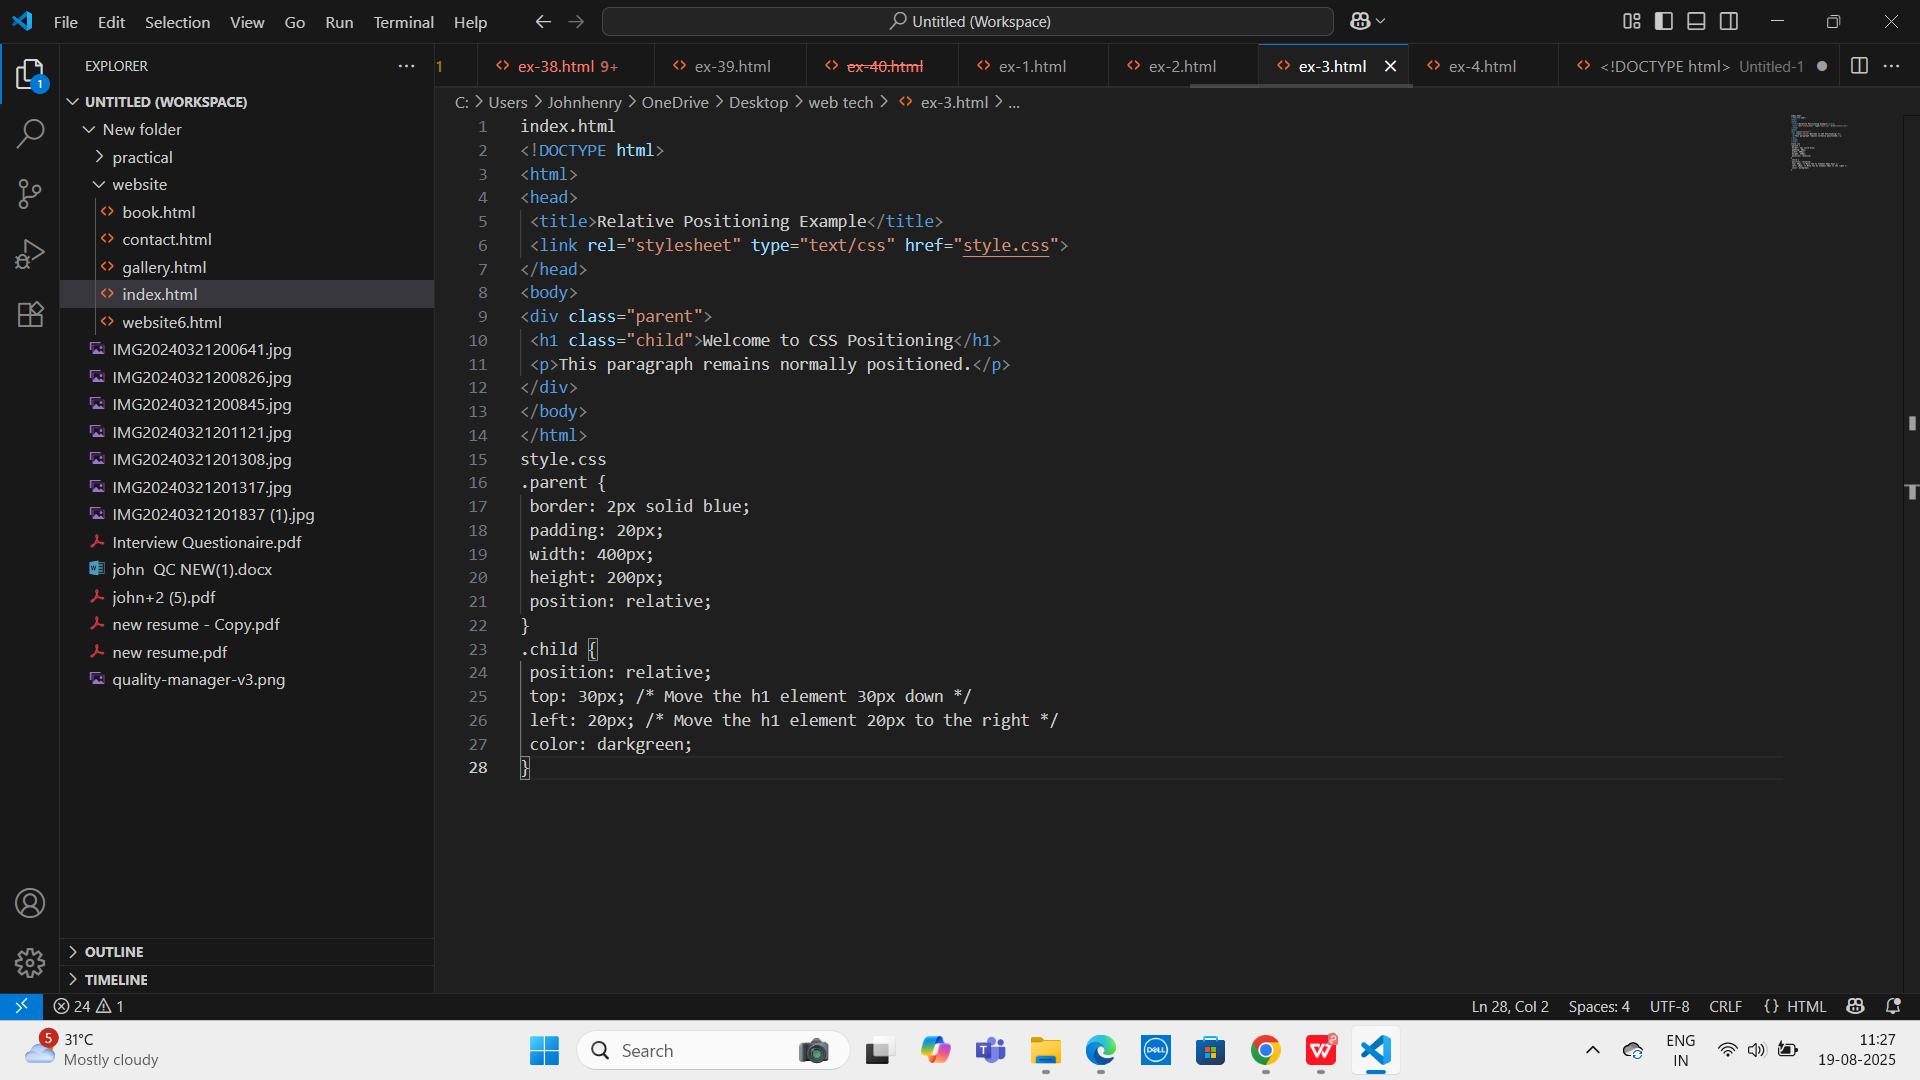 File Edit Selection View Go Run Terminal Help
Untitled (Workspace)
EXPLORER
1
UNTITLED (WORKSPACE)
New folder
practical
website
book.html
contact.html
gallery.html
index.html
website6.html
IMG20240321200641.jpg
IMG20240321200826.jpg
IMG20240321200845.jpg
IMG20240321201121.jpg
IMG20240321201308.jpg
IMG20240321201317.jpg
IMG20240321201837 (1).jpg
Interview Questionaire.pdf
john QC NEW(1).docx
john+2 (5).pdf
new resume - Copy.pdf
new resume.pdf
quality-manager-v3.png
OUTLINE
TIMELINE
1 ex-38.html 9+ ex-39.html ex-40.html ex-1.html ex-2.html ex-3.html ex-4.html <!DOCTYPE html> Untitled-1
C: > Users > Johnhenry > OneDrive > Desktop > web tech > ex-3.html > ...
1 index.html
2 <!DOCTYPE html>
3 <html>
4 <head>
5 <title>Relative Positioning Example</title>
6 <link rel="stylesheet" type="text/css" href="style.css">
7 </head>
8 <body>
9 <div class="parent">
10 <h1 class="child">Welcome to CSS Positioning</h1>
11 <p>This paragraph remains normally positioned.</p>
12 </div>
13 </body>
14 </html>
15 style.css
16 .parent {
17 border: 2px solid blue;
18 padding: 20px;
19 width: 400px;
20 height: 200px;
21 position: relative;
22 }
23 .child {
24 position: relative;
25 top: 30px; /* Move the h1 element 30px down */
26 left: 20px; /* Move the h1 element 20px to the right */
27 color: darkgreen;
28 }
24 1
Ln 28, Col 2 Spaces: 4 UTF-8 CRLF {} HTML
5
31°C
Mostly cloudy
Search
DELL
ENG
IN
11:27
19-08-2025